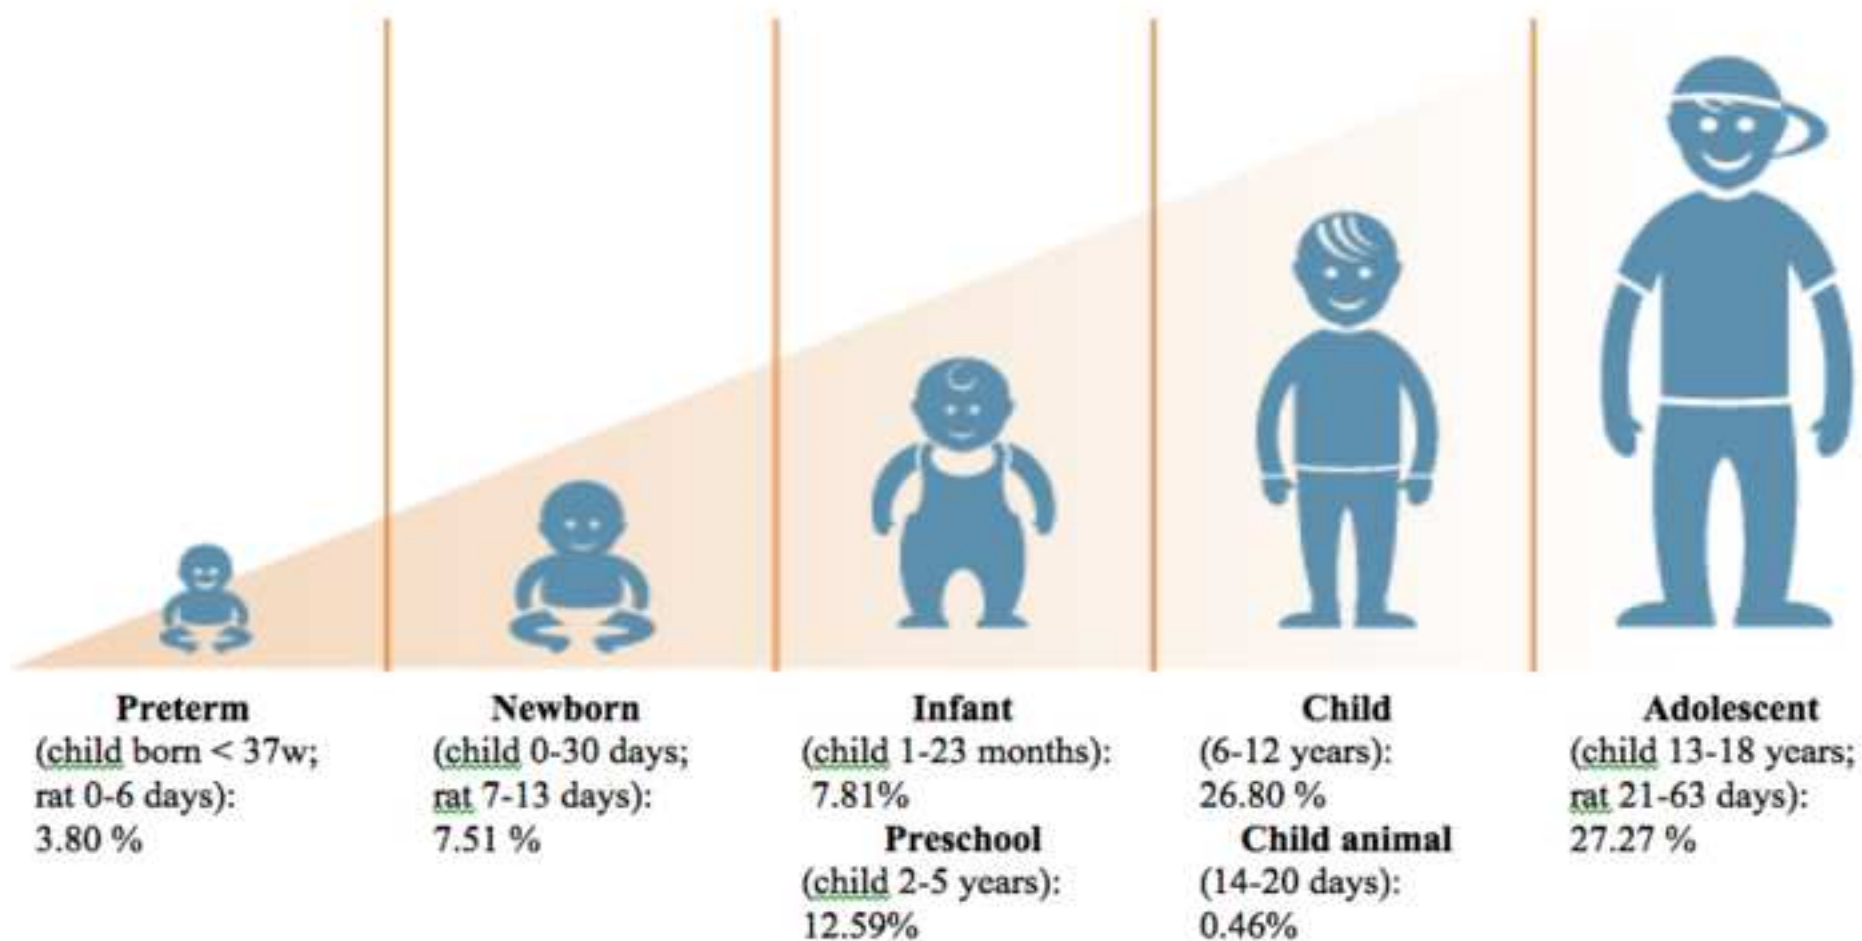 Preterm
(child born < 37w;
rat 0-6 days):
3.80 %
Newborn
(child 0-30 days;
rat 7-13 days):
7.51 %
Infant
(child 1-23 months):
7.81%
Preschool
(child 2-5 years):
12.59%
Child
(6-12 years):
26.80 %
Child animal
(14-20 days):
0.46%
Adolescent
(child 13-18 years;
rat 21-63 days):
27.27 %